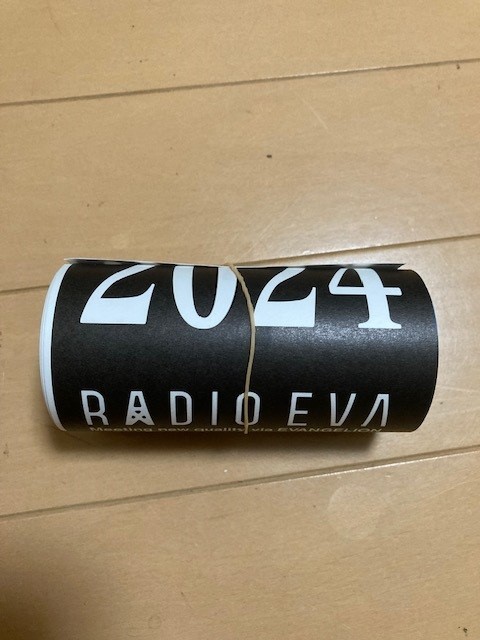 2024
RADIO EVA
Meeting new quality via EVANGELION